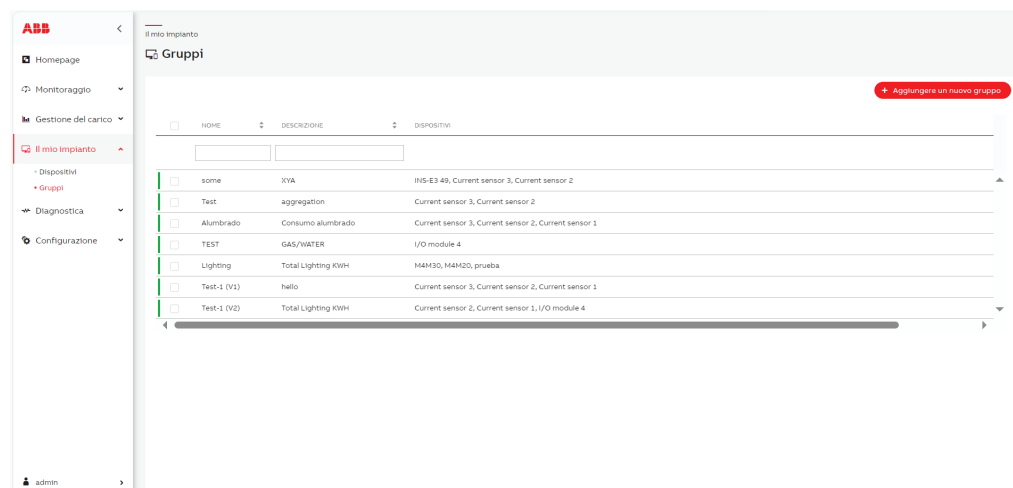 ABB
Homepage
Monitoraggio
Gestione del carico
Il mio impianto
Dispositivi
Gruppi
Diagnostica
Configurazione
admin
Il mio impianto
Gruppi
+ Aggiungere un nuovo gruppo
NOME DESCRIZIONE DISPOSITIVI
some XYA INS-E3 49, Current sensor 3, Current sensor 2
Test aggregation Current sensor 3, Current sensor 2
Alumbrado Consumo alumbrado Current sensor 3, Current sensor 2, Current sensor 1
TEST GAS/WATER I/O module 4
Lighting Total Lighting KWH M4M30, M4M20, prueba
Test-1 (V1) hello Current sensor 3, Current sensor 2, Current sensor 1
Test-1 (V2) Total Lighting KWH Current sensor 2, Current sensor 1, I/O module 4